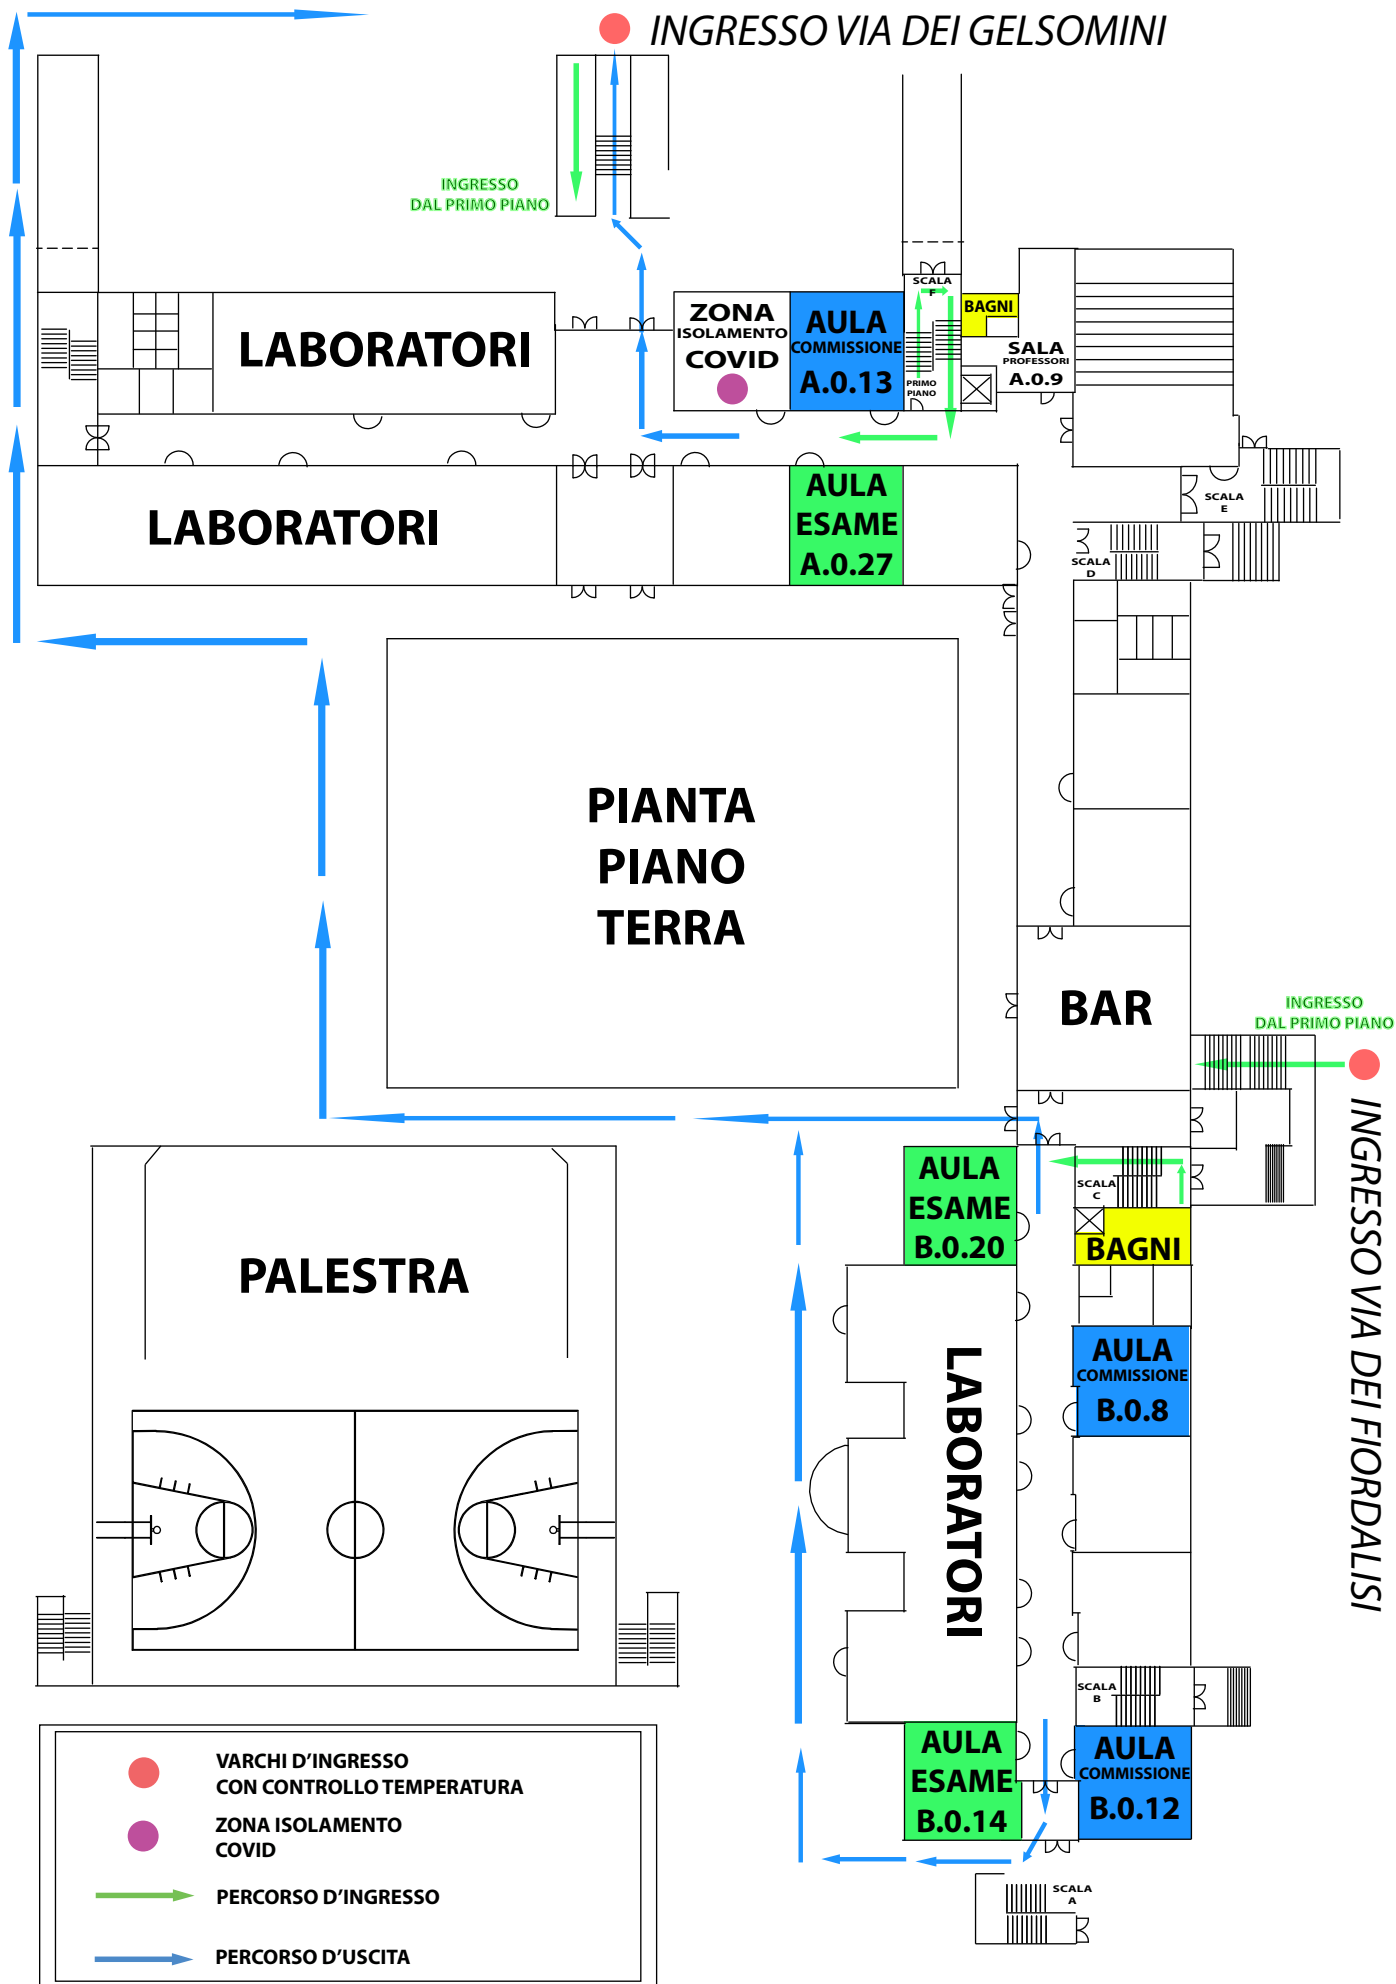 INGRESSO VIA DEI GELSOMINI
INGRESSO
DAL PRIMO PIANO
SCALA
F
BAGNI
ZONA
ISOLAMENTO
COVID
AULA
COMMISSIONE
A.0.13
PRIMO
PIANO
SALA
PROFESSORI
A.0.9
LABORATORI
LABORATORI
AULA
ESAME
A.0.27
SCALA
E
SCALA
D
PIANTA
PIANO
TERRA
BAR
INGRESSO
DAL PRIMO PIANO
INGRESSO VIA DEI FIORDALISI
AULA
ESAME
B.0.20
SCALA
C
BAGNI
PALESTRA
LABORATORI
AULA
COMMISSIONE
B.0.8
SCALA
B
AULA
ESAME
B.0.14
AULA
COMMISSIONE
B.0.12
SCALA
A
VARCHI D'INGRESSO
CON CONTROLLO TEMPERATURA
ZONA ISOLAMENTO
COVID
PERCORSO D'INGRESSO
PERCORSO D'USCITA